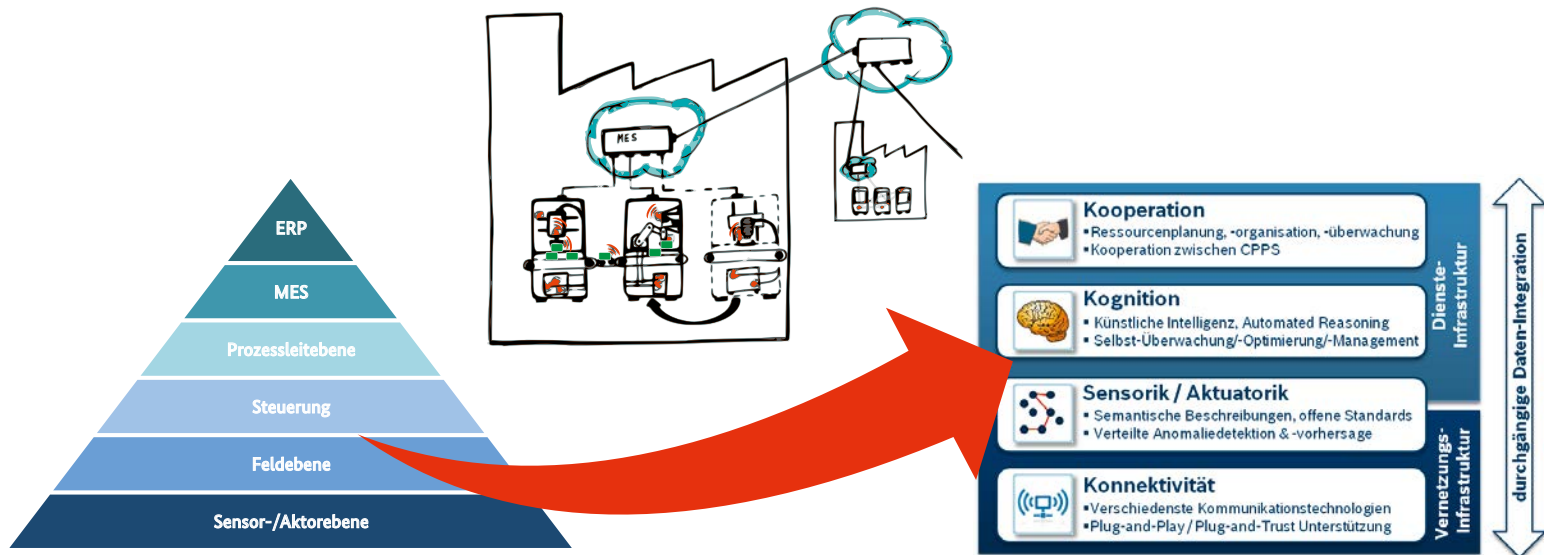 ERP
MES
Prozessleitebene
Steuerung
Feldebene
Sensor-/Aktorebene
MES
Kooperation
▪ Ressourcenplanung, -organisation, -überwachung
▪ Kooperation zwischen CPPS
Kognition
▪ Künstliche Intelligenz, Automated Reasoning
▪ Selbst-Überwachung/-Optimierung/-Management
Sensorik / Aktuatorik
▪ Semantische Beschreibungen, offene Standards
▪ Verteilte Anomaliedetektion & -vorhersage
Konnektivität
▪ Verschiedenste Kommunikationstechnologien
▪ Plug-and-Play / Plug-and-Trust Unterstützung
Dienste-
Infrastruktur
Vernetzungs-
Infrastruktur
durchgängige Daten-Integration